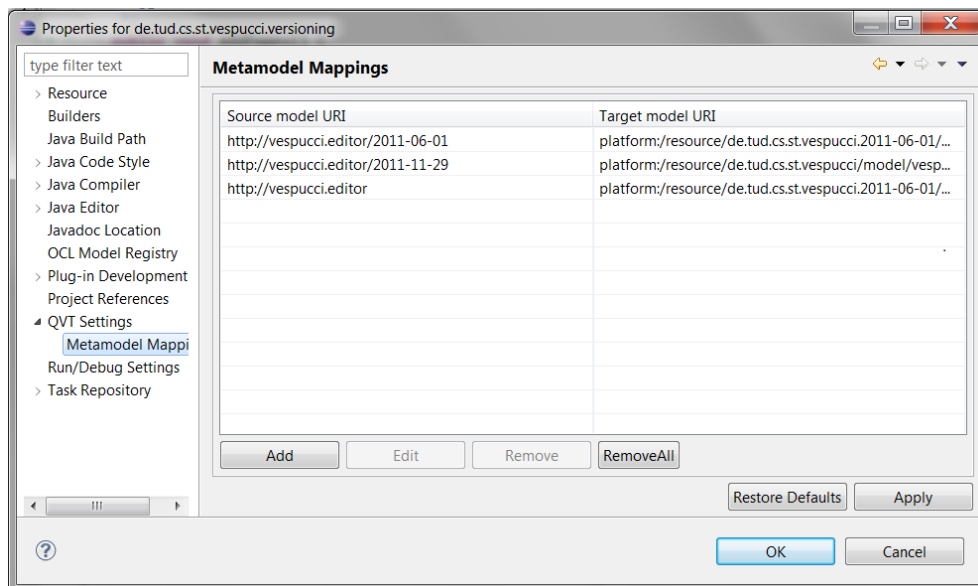 Properties for de.tud.cs.st.vespucci.versioning
type filter text
Metamodel Mappings
Resource
Builders
Java Build Path
Java Code Style
Java Compiler
Java Editor
Javadoc Location
OCL Model Registry
Plug-in Development
Project References
QVT Settings
Metamodel Mappi
Run/Debug Settings
Task Repository
Source model URI Target model URI
http://vespucci.editor/2011-06-01 platform:/resource/de.tud.cs.st.vespucci.2011-06-01/...
http://vespucci.editor/2011-11-29 platform:/resource/de.tud.cs.st.vespucci/model/vesp...
http://vespucci.editor platform:/resource/de.tud.cs.st.vespucci.2011-06-01/...
Add Edit Remove RemoveAll
Restore Defaults Apply
OK Cancel